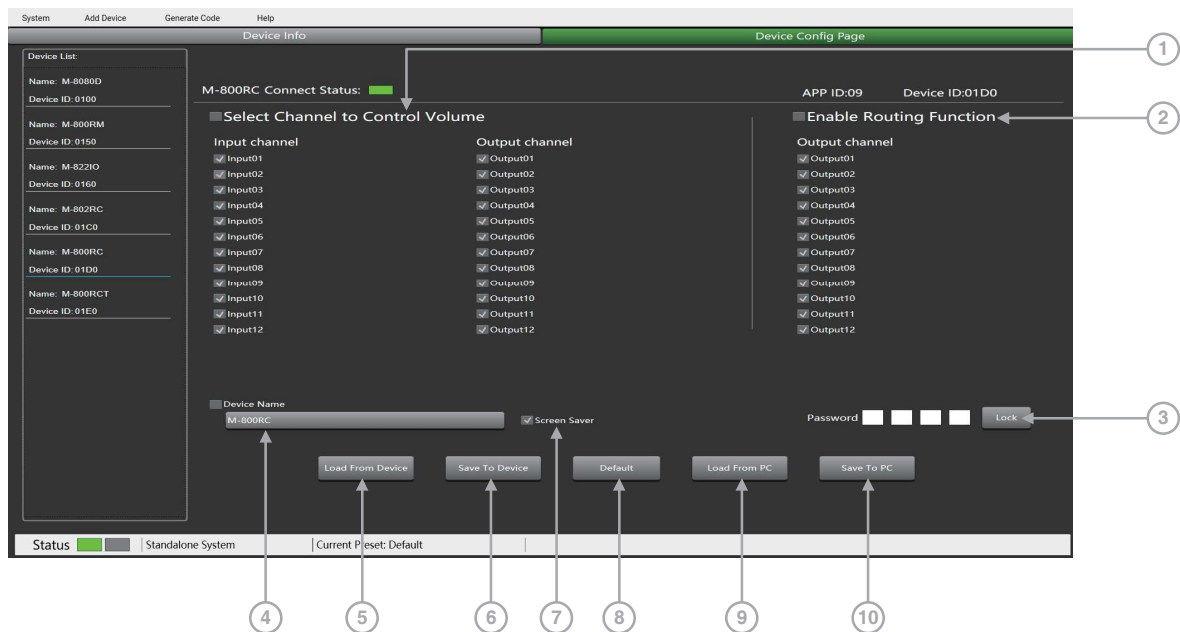 System Add Device Generate Code Help
Device Info Device Config Page
Device List:
Name: M-8080D
Device ID:0100
Name: M-800RM
Device ID:0150
Name: M-822IO
Device ID:0160
Name: M-802RC
Device ID:01C0
Name: M-800RC
Device ID:01D0
Name: M-800RCT
Device ID:01E0
M-800RC Connect Status: APP ID:09 Device ID:01D0
Select Channel to Control Volume Enable Routing Function
Input channel Output channel Output channel
Input01 Output01 Output01
Input02 Output02 Output02
Input03 Output03 Output03
Input04 Output04 Output04
Input05 Output05 Output05
Input06 Output06 Output06
Input07 Output07 Output07
Input08 Output08 Output08
Input09 Output09 Output09
Input10 Output10 Output10
Input11 Output11 Output11
Input12 Output12 Output12
Device Name
M-800RC Screen Saver Password Lock
Load From Device Save To Device Default Load From PC Save To PC
Status Standalone System Current Preset: Default
1
2
3
4 5 6 7 8 9 10